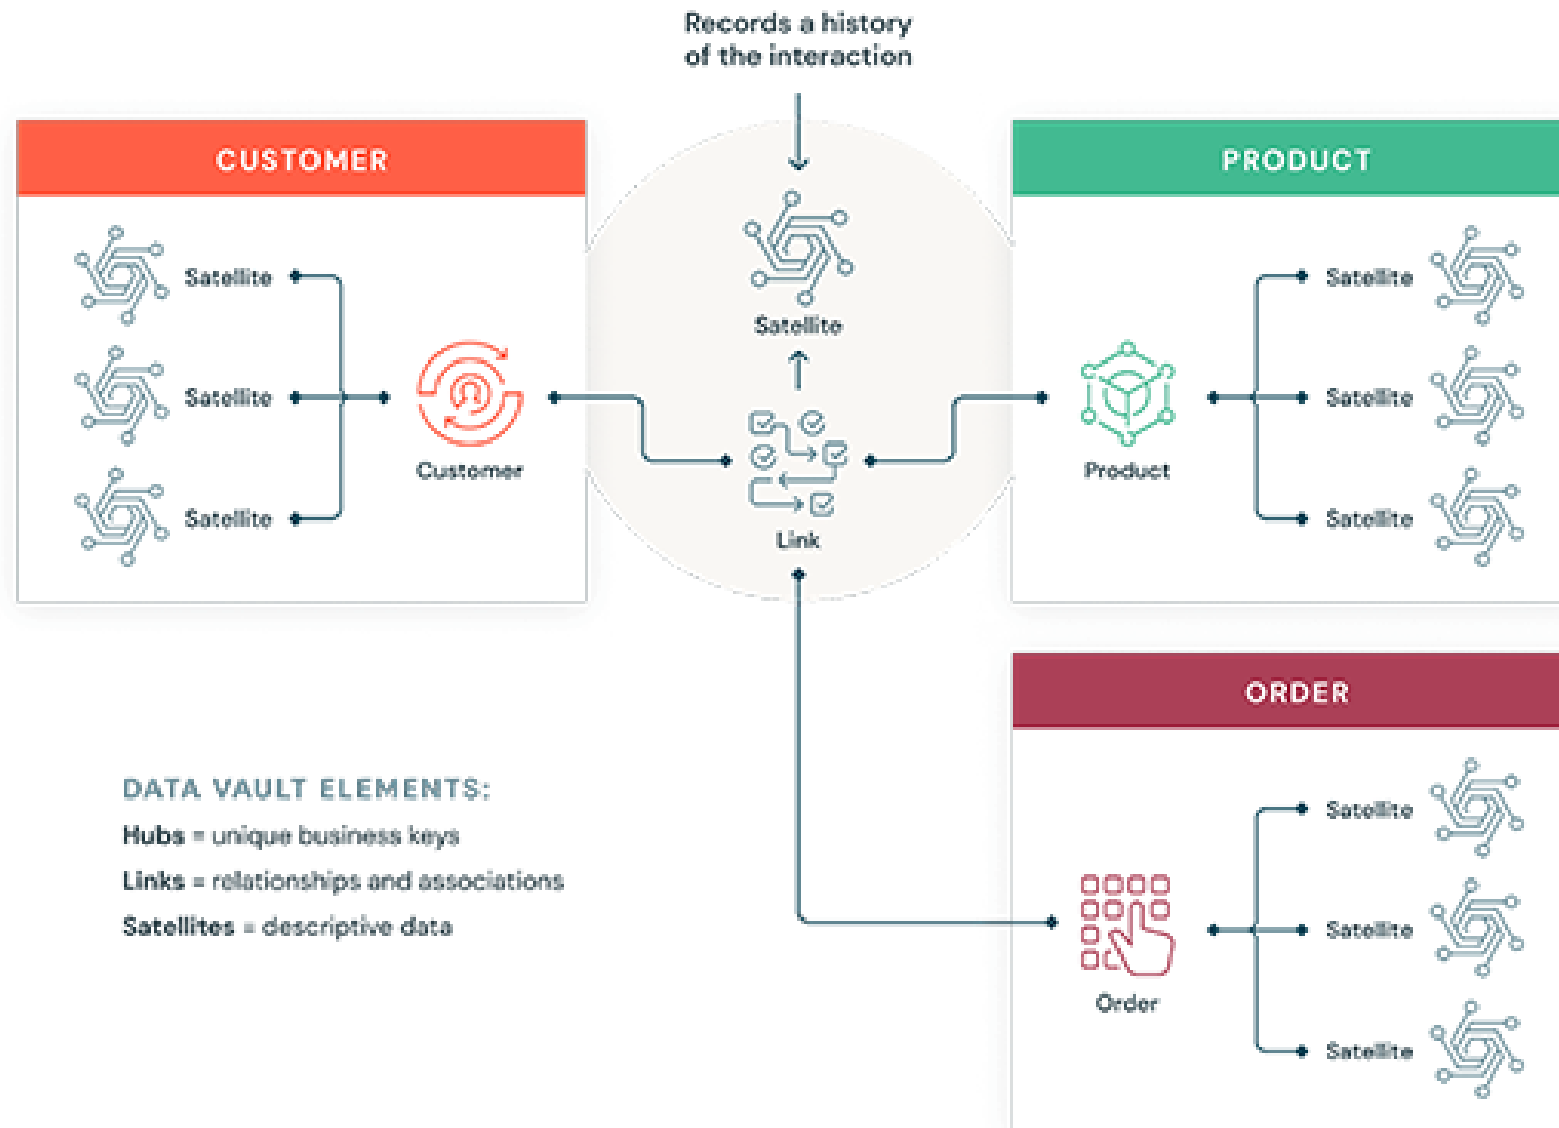 Records a history
of the interaction
CUSTOMER
Satellite
Satellite
Satellite
Customer
Satellite
Link
PRODUCT
Product
Satellite
Satellite
Satellite
ORDER
Order
Satellite
Satellite
Satellite
DATA VAULT ELEMENTS:
Hubs = unique business keys
Links = relationships and associations
Satellites = descriptive data